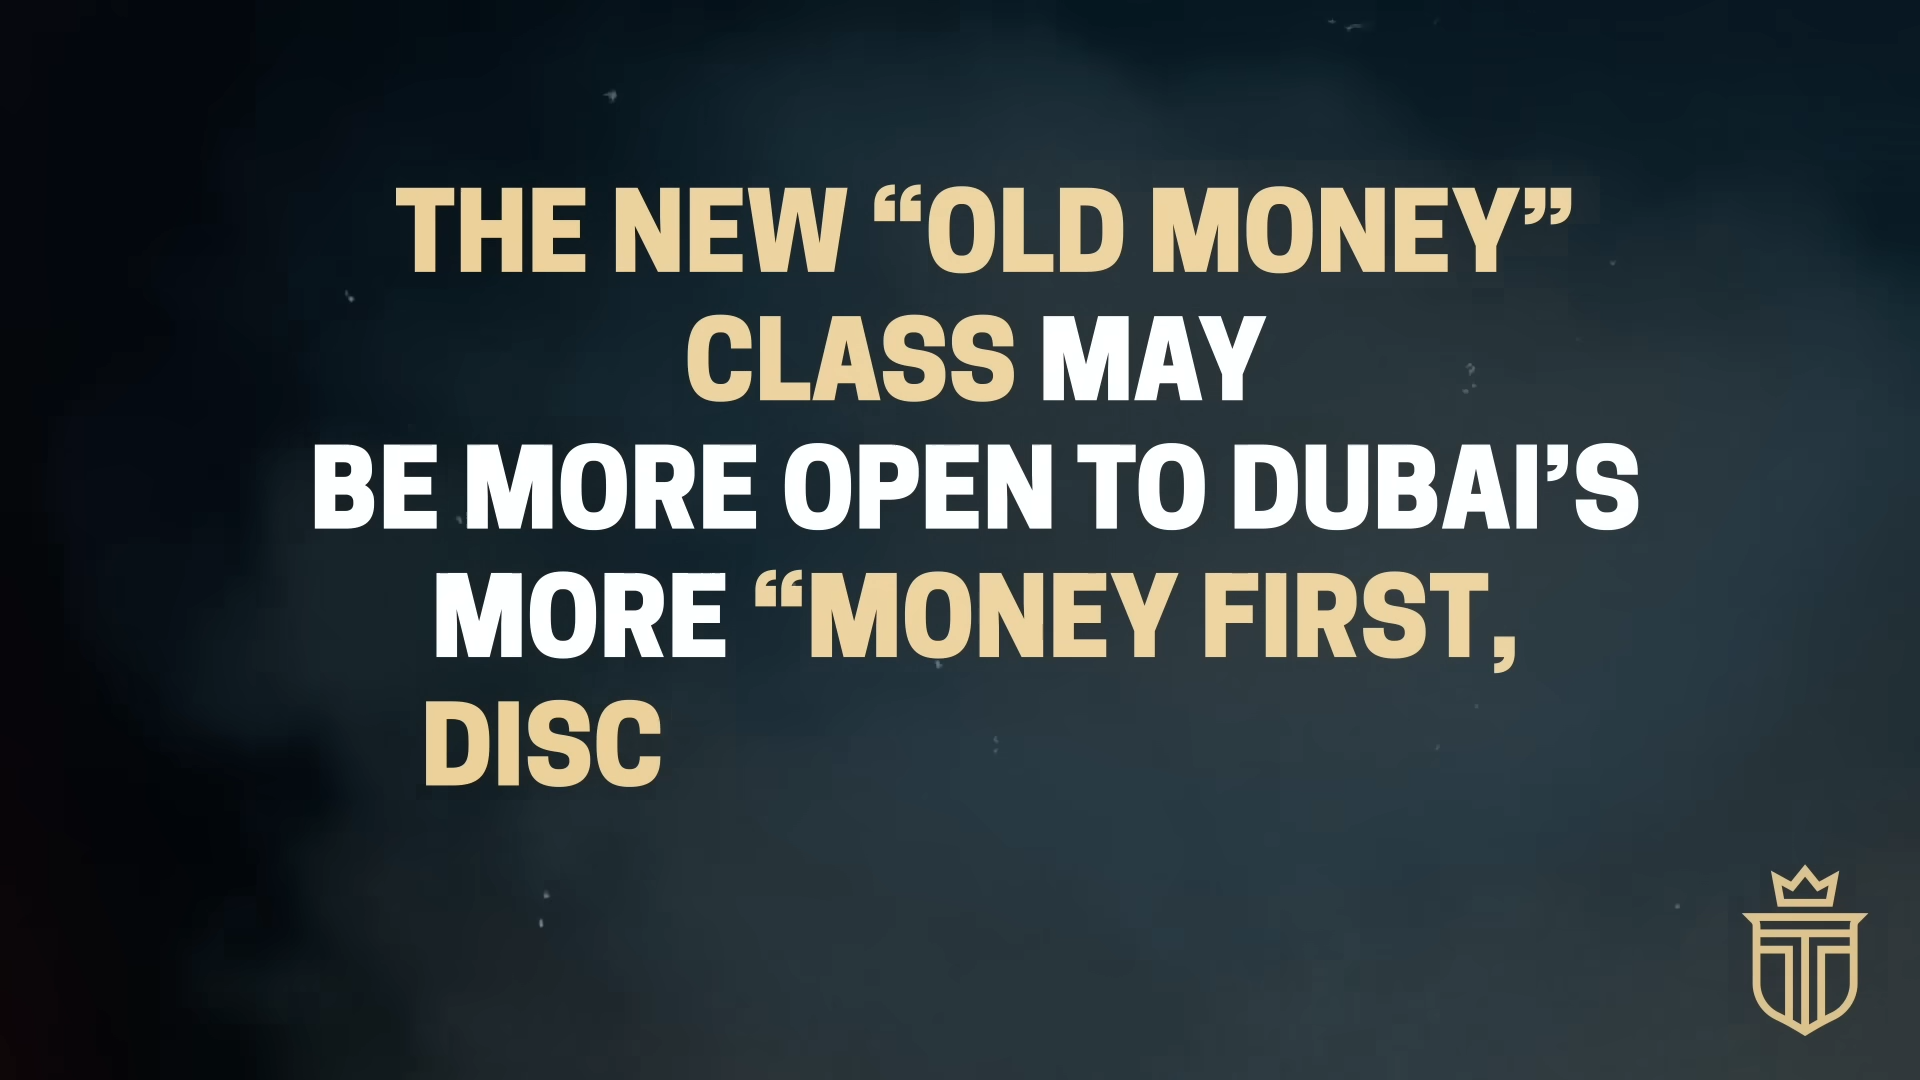 THE NEW “OLD MONEY”
CLASS MAY
BE MORE OPEN TO DUBAI’S
MORE “MONEY FIRST,
DISC